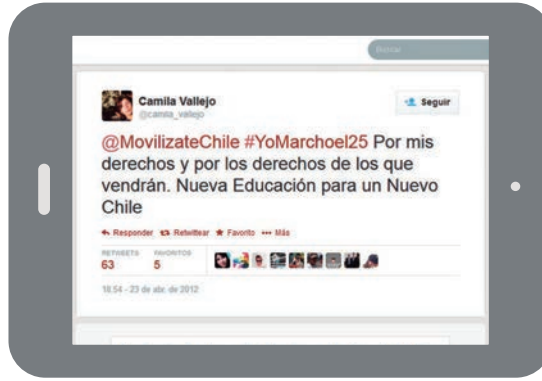 Buscar
Camila Vallejo
@camila_vallejo
Seguir
@MovilizateChile #YoMarchoel25 Por mis
derechos y por los derechos de los que
vendrán. Nueva Educación para un Nuevo
Chile
Responder Retwittear Favorito Más
RETWEETS FAVORITOS
63 5
18:54 - 23 de abr. de 2012